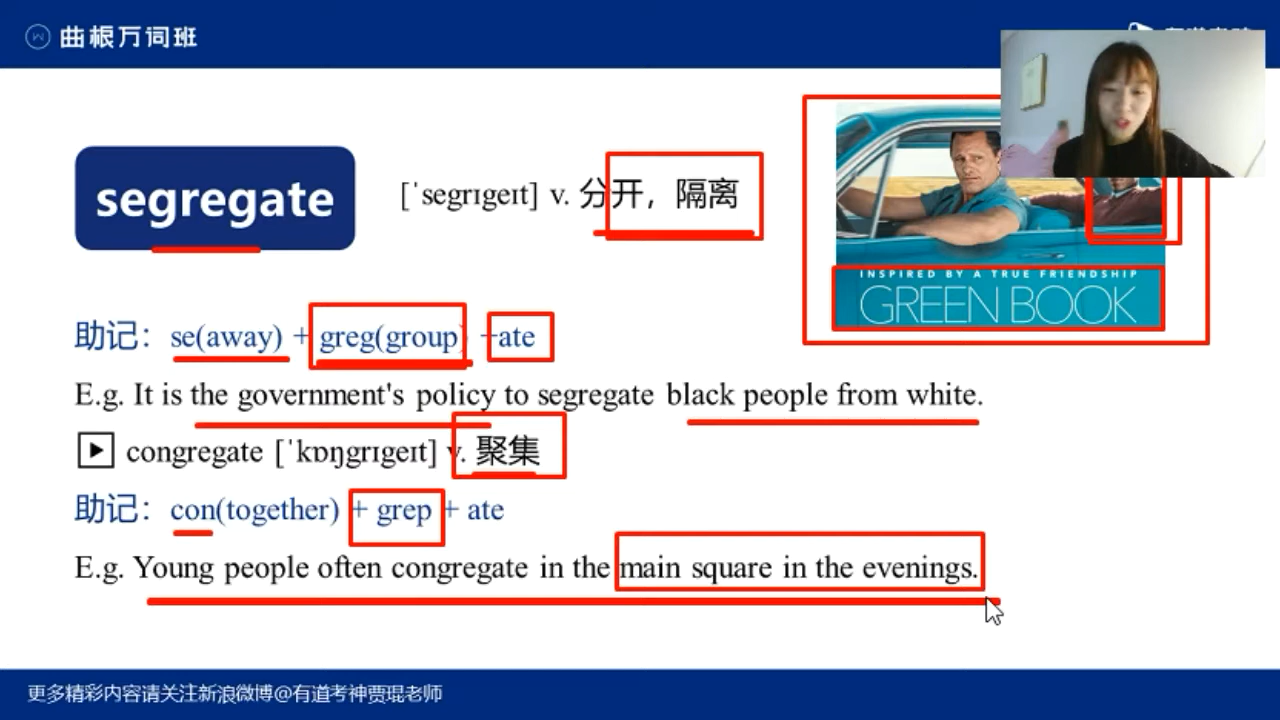 曲根万词班
segregate
[ˈsegrɪgeɪt] v. 分开，隔离
INSPIRED BY A TRUE FRIENDSHIP
GREEN BOOK
助记：se(away) + greg(group) +ate
E.g. It is the government's policy to segregate black people from white.
congregate [ˈkɒŋgrɪgeɪt] v. 聚集
助记：con(together) + grep + ate
E.g. Young people often congregate in the main square in the evenings.
更多精彩内容请关注新浪微博@有道考神贾琨老师